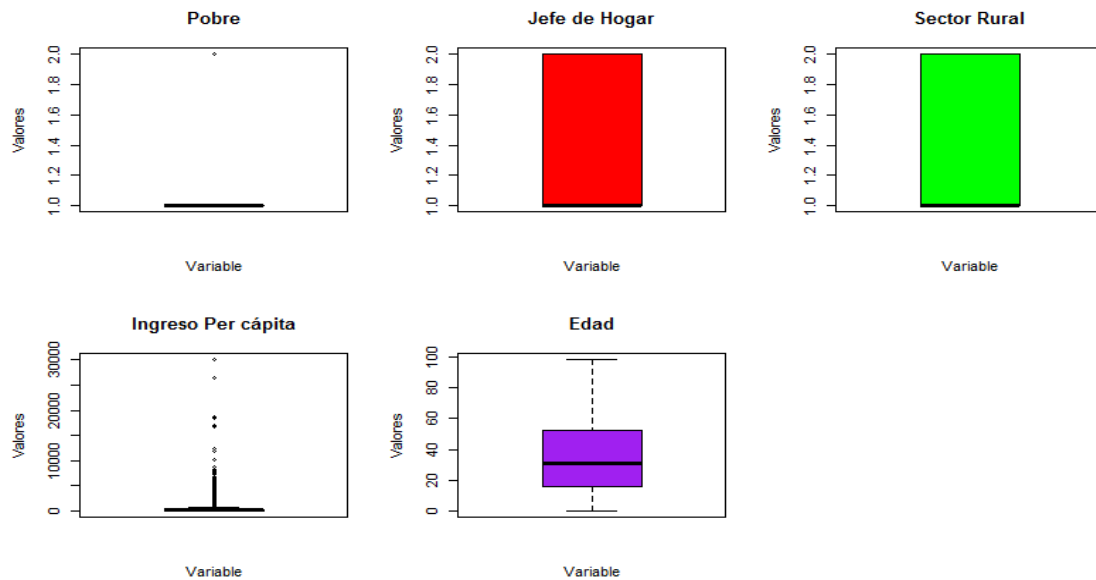 Pobre
Valores
1.0 1.2 1.4 1.6 1.8 2.0
Variable
Jefe de Hogar
Valores
1.0 1.2 1.4 1.6 1.8 2.0
Variable
Sector Rural
Valores
1.0 1.2 1.4 1.6 1.8 2.0
Variable
Ingreso Per cápita
Valores
0 10000 20000 30000
Variable
Edad
Valores
0 20 40 60 80 100
Variable